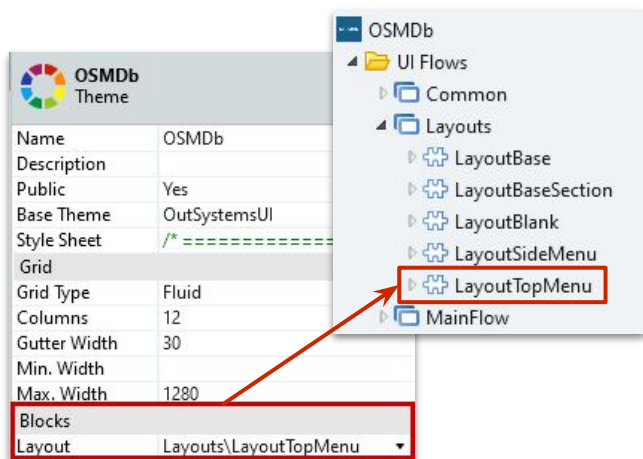 OSMDb
Theme
Name OSMDb
Description
Public Yes
Base Theme OutSystemsUI
Style Sheet /* ==============
Grid
Grid Type Fluid
Columns 12
Gutter Width 30
Min. Width
Max. Width 1280
Blocks
Layout Layouts\LayoutTopMenu
OSMDb
UI Flows
Common
Layouts
LayoutBase
LayoutBaseSection
LayoutBlank
LayoutSideMenu
LayoutTopMenu
MainFlow